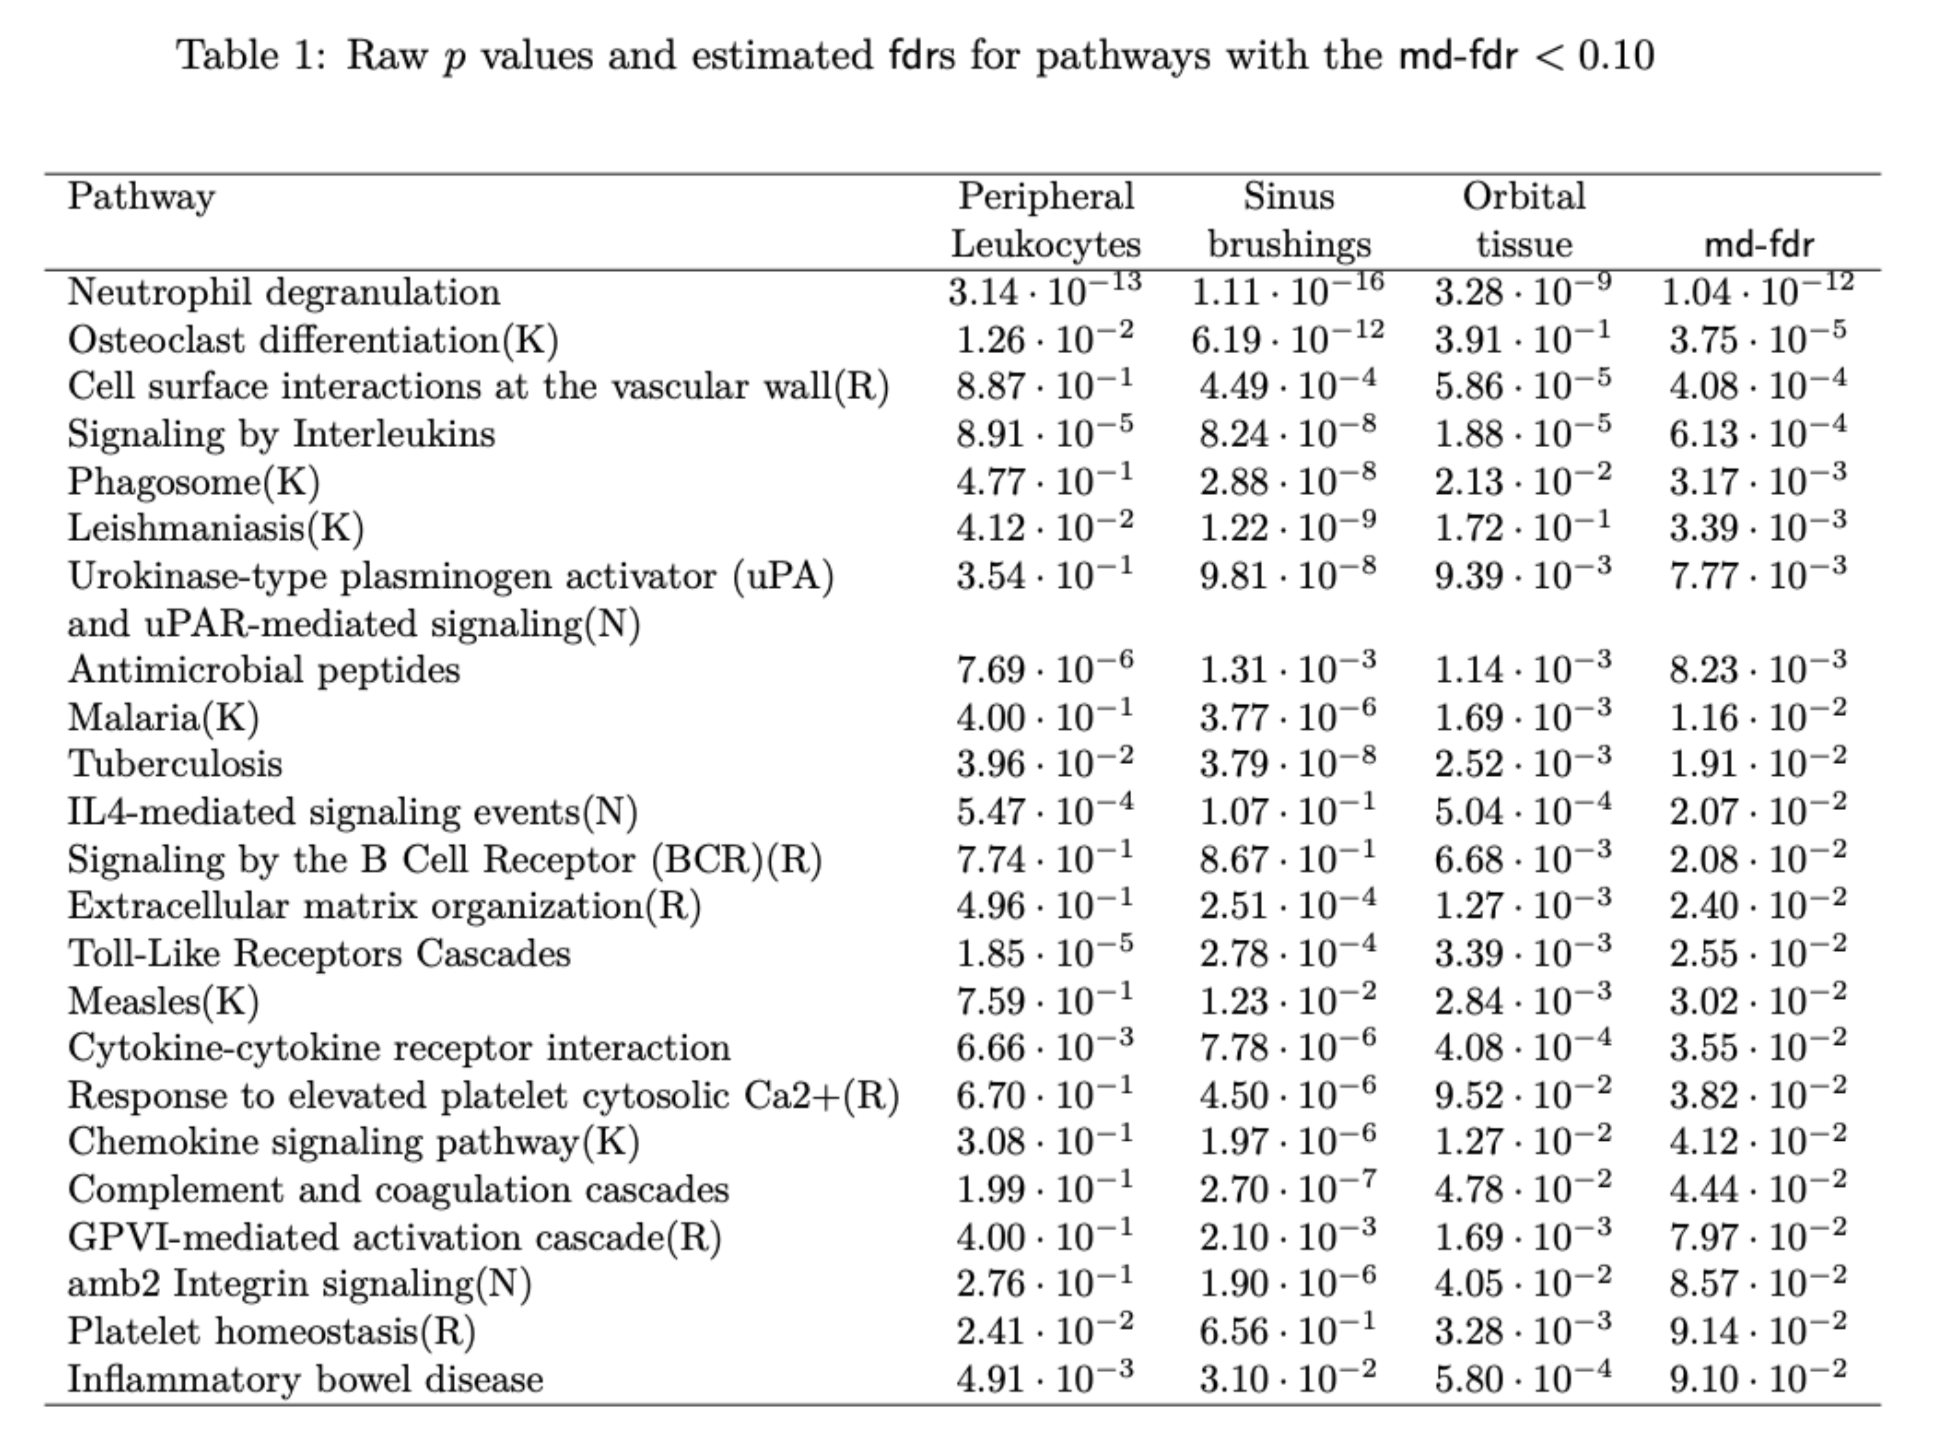 Table 1: Raw p values and estimated fdrs for pathways with the md-fdr < 0.10
Pathway Peripheral Sinus Orbital
Leukocytes brushings tissue md-fdr
Neutrophil degranulation 3.14 · 10⁻¹³ 1.11 · 10⁻¹⁶ 3.28 · 10⁻⁹ 1.04 · 10⁻¹²
Osteoclast differentiation(K) 1.26 · 10⁻² 6.19 · 10⁻¹² 3.91 · 10⁻¹ 3.75 · 10⁻⁵
Cell surface interactions at the vascular wall(R) 8.87 · 10⁻¹ 4.49 · 10⁻⁴ 5.86 · 10⁻⁵ 4.08 · 10⁻⁴
Signaling by Interleukins 8.91 · 10⁻⁵ 8.24 · 10⁻⁸ 1.88 · 10⁻⁵ 6.13 · 10⁻⁴
Phagosome(K) 4.77 · 10⁻¹ 2.88 · 10⁻⁸ 2.13 · 10⁻² 3.17 · 10⁻³
Leishmaniasis(K) 4.12 · 10⁻² 1.22 · 10⁻⁹ 1.72 · 10⁻¹ 3.39 · 10⁻³
Urokinase-type plasminogen activator (uPA) 3.54 · 10⁻¹ 9.81 · 10⁻⁸ 9.39 · 10⁻³ 7.77 · 10⁻³
and uPAR-mediated signaling(N)
Antimicrobial peptides 7.69 · 10⁻⁶ 1.31 · 10⁻³ 1.14 · 10⁻³ 8.23 · 10⁻³
Malaria(K) 4.00 · 10⁻¹ 3.77 · 10⁻⁶ 1.69 · 10⁻³ 1.16 · 10⁻²
Tuberculosis 3.96 · 10⁻² 3.79 · 10⁻⁸ 2.52 · 10⁻³ 1.91 · 10⁻²
IL4-mediated signaling events(N) 5.47 · 10⁻⁴ 1.07 · 10⁻¹ 5.04 · 10⁻⁴ 2.07 · 10⁻²
Signaling by the B Cell Receptor (BCR)(R) 7.74 · 10⁻¹ 8.67 · 10⁻¹ 6.68 · 10⁻³ 2.08 · 10⁻²
Extracellular matrix organization(R) 4.96 · 10⁻¹ 2.51 · 10⁻⁴ 1.27 · 10⁻³ 2.40 · 10⁻²
Toll-Like Receptors Cascades 1.85 · 10⁻⁵ 2.78 · 10⁻⁴ 3.39 · 10⁻³ 2.55 · 10⁻²
Measles(K) 7.59 · 10⁻¹ 1.23 · 10⁻² 2.84 · 10⁻³ 3.02 · 10⁻²
Cytokine-cytokine receptor interaction 6.66 · 10⁻³ 7.78 · 10⁻⁶ 4.08 · 10⁻⁴ 3.55 · 10⁻²
Response to elevated platelet cytosolic Ca2+(R) 6.70 · 10⁻¹ 4.50 · 10⁻⁶ 9.52 · 10⁻² 3.82 · 10⁻²
Chemokine signaling pathway(K) 3.08 · 10⁻¹ 1.97 · 10⁻⁶ 1.27 · 10⁻² 4.12 · 10⁻²
Complement and coagulation cascades 1.99 · 10⁻¹ 2.70 · 10⁻⁷ 4.78 · 10⁻² 4.44 · 10⁻²
GPVI-mediated activation cascade(R) 4.00 · 10⁻¹ 2.10 · 10⁻³ 1.69 · 10⁻³ 7.97 · 10⁻²
amb2 Integrin signaling(N) 2.76 · 10⁻¹ 1.90 · 10⁻⁶ 4.05 · 10⁻² 8.57 · 10⁻²
Platelet homeostasis(R) 2.41 · 10⁻² 6.56 · 10⁻¹ 3.28 · 10⁻³ 9.14 · 10⁻²
Inflammatory bowel disease 4.91 · 10⁻³ 3.10 · 10⁻² 5.80 · 10⁻⁴ 9.10 · 10⁻²